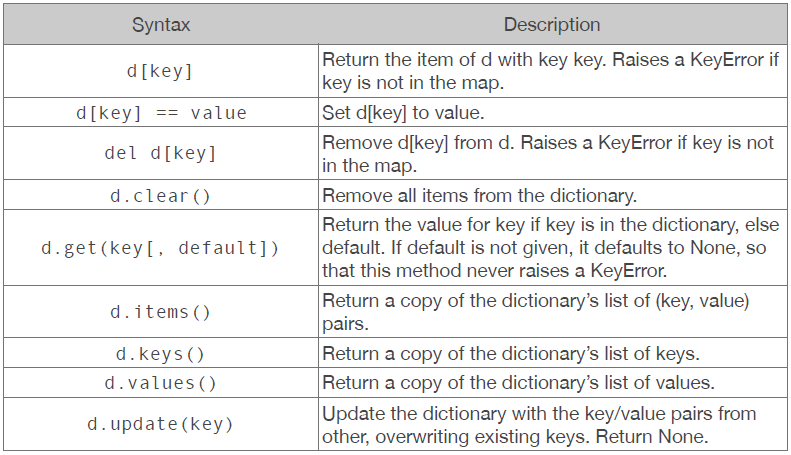 Syntax Description
d[key] Return the item of d with key key. Raises a KeyError if
key is not in the map.
d[key] == value Set d[key] to value.
del d[key] Remove d[key] from d. Raises a KeyError if key is not
in the map.
d.clear() Remove all items from the dictionary.
d.get(key[, default]) Return the value for key if key is in the dictionary, else
default. If default is not given, it defaults to None, so
that this method never raises a KeyError.
d.items() Return a copy of the dictionary’s list of (key, value)
pairs.
d.keys() Return a copy of the dictionary’s list of keys.
d.values() Return a copy of the dictionary’s list of values.
d.update(key) Update the dictionary with the key/value pairs from
other, overwriting existing keys. Return None.